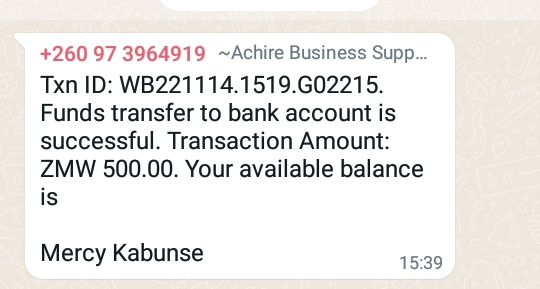 +260 97 3964919 ~Achire Business Supp...
Txn ID: WB221114.1519.G02215.
Funds transfer to bank account is
successful. Transaction Amount:
ZMW 500.00. Your available balance
is
Mercy Kabunse
15:39